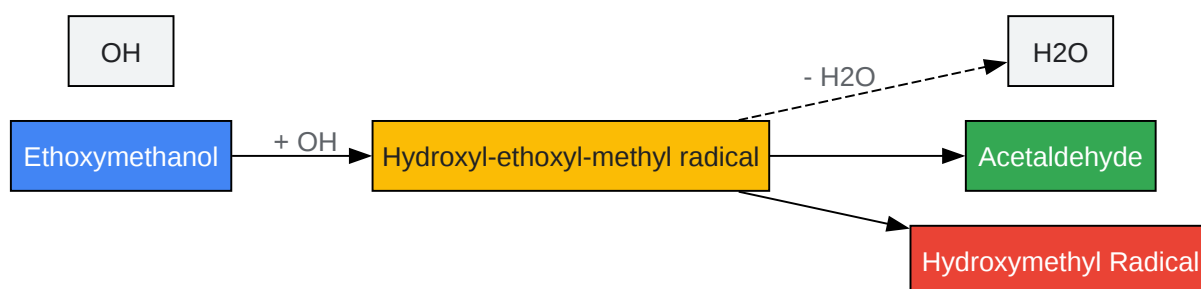 OH
H2O
- H2O
Ethoxymethanol
+ OH
Hydroxyl-ethoxyl-methyl radical
Acetaldehyde
Hydroxymethyl Radical